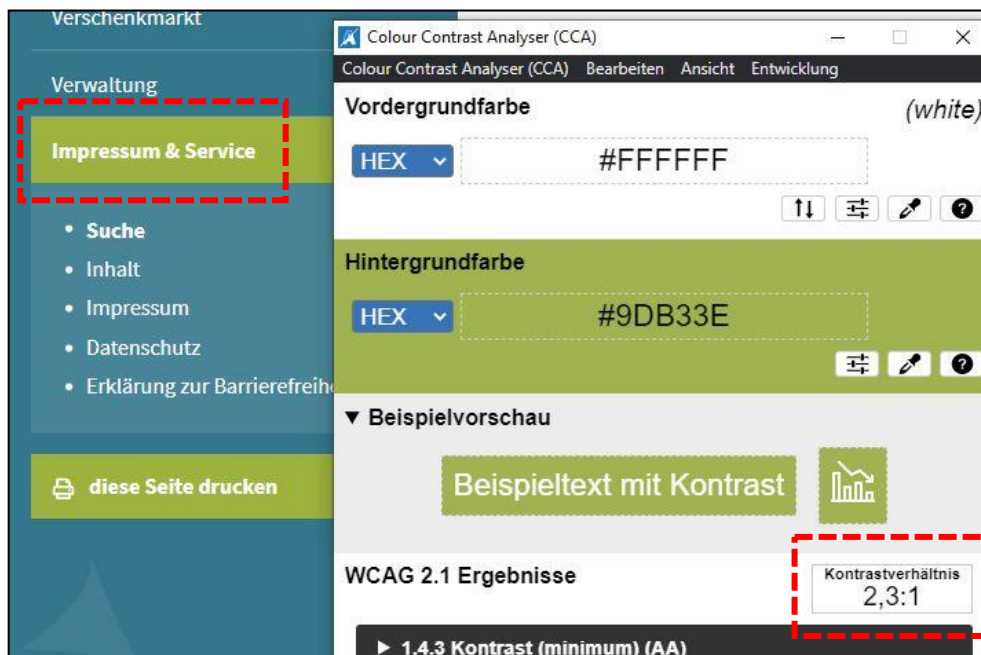 Verschenkmarkt
Verwaltung
Impressum & Service
• Suche
• Inhalt
• Impressum
• Datenschutz
• Erklärung zur Barrierefreihe
diese Seite drucken
Colour Contrast Analyser (CCA)
Colour Contrast Analyser (CCA) Bearbeiten Ansicht Entwicklung
Vordergrundfarbe (white)
HEX #FFFFFF
Hintergrundfarbe
HEX #9DB33E
▼ Beispielvorschau
Beispieltext mit Kontrast
WCAG 2.1 Ergebnisse
Kontrastverhältnis
2,3:1
▶ 1.4.3 Kontrast (minimum) (AA)